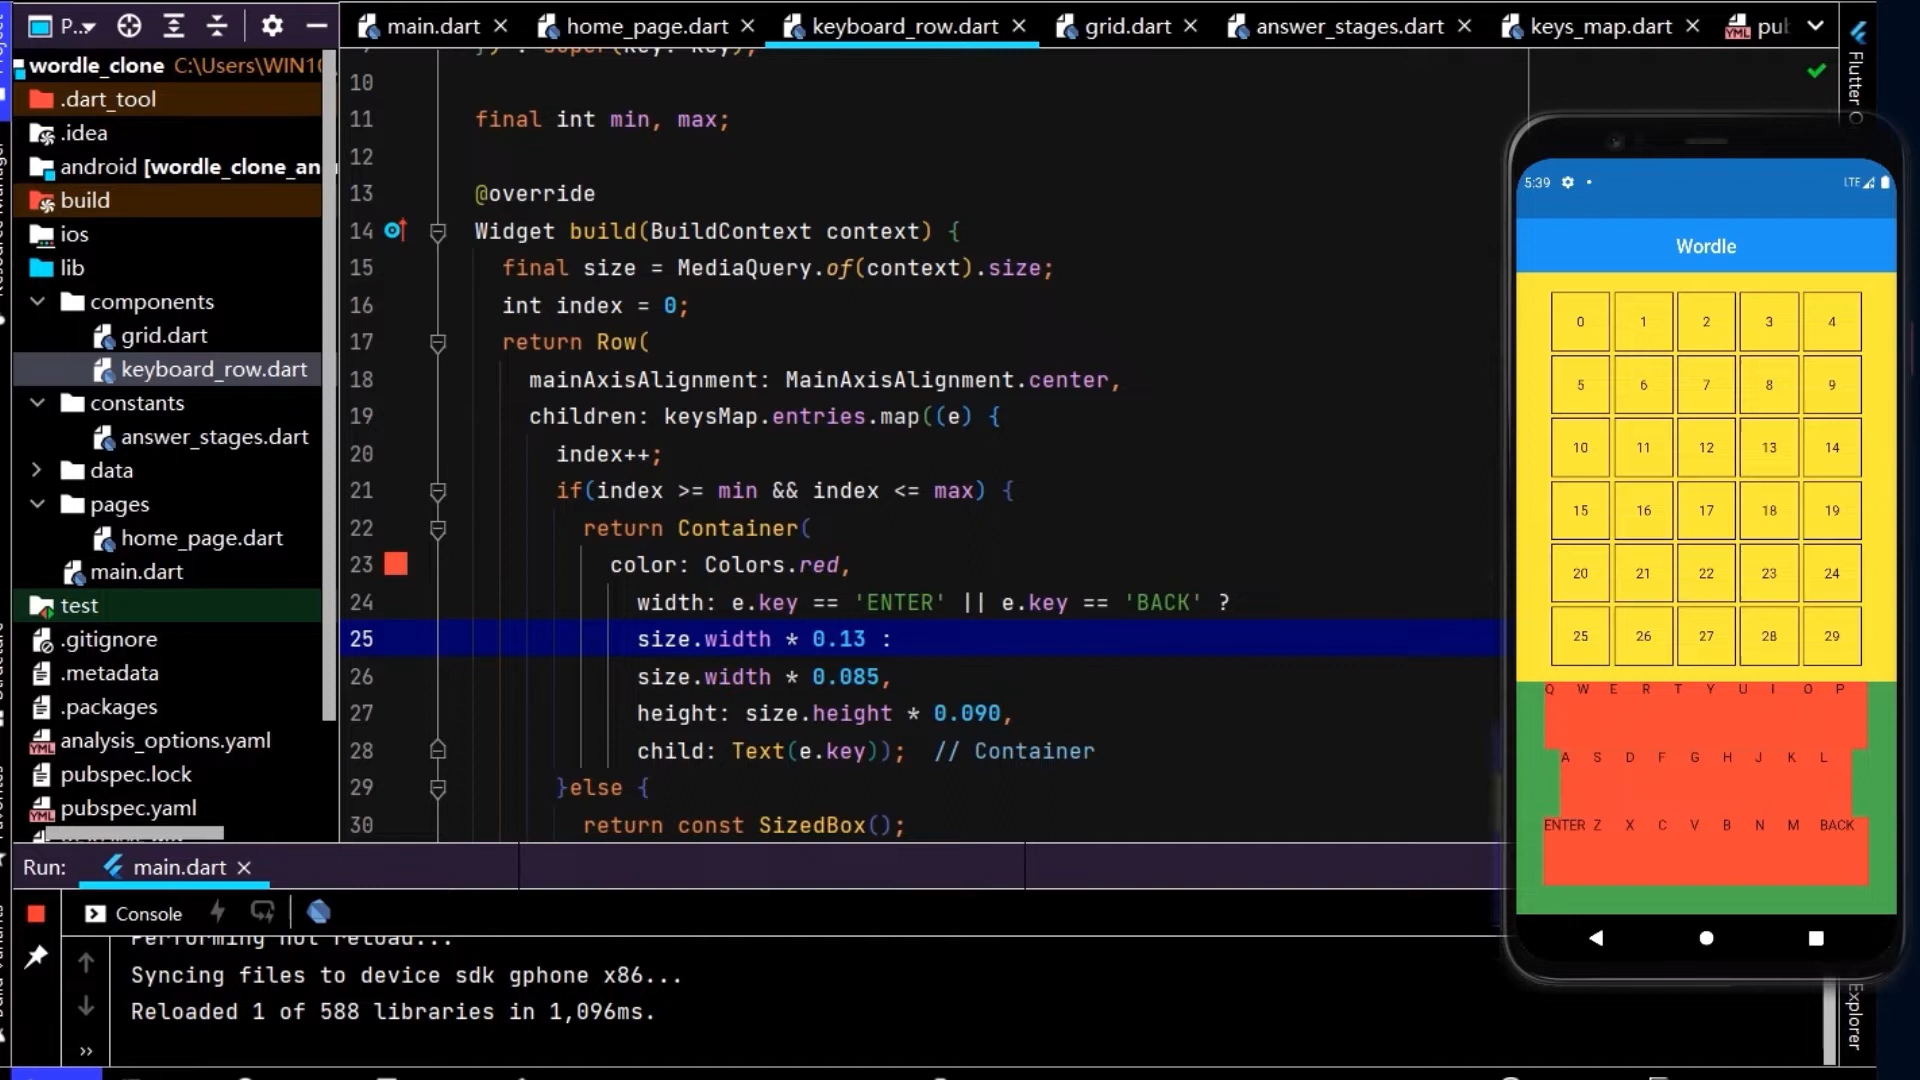 P...
main.dart
home_page.dart
keyboard_row.dart
grid.dart
answer_stages.dart
keys_map.dart
pub
wordle_clone C:\Users\WIN10
.dart_tool
.idea
android [wordle_clone_an
build
ios
lib
components
grid.dart
keyboard_row.dart
constants
answer_stages.dart
data
pages
home_page.dart
main.dart
test
.gitignore
.metadata
.packages
analysis_options.yaml
pubspec.lock
pubspec.yaml
10
11 final int min, max;
12
13 @override
14 Widget build(BuildContext context) {
15 final size = MediaQuery.of(context).size;
16 int index = 0;
17 return Row(
18 mainAxisAlignment: MainAxisAlignment.center,
19 children: keysMap.entries.map((e) {
20 index++;
21 if(index >= min && index <= max) {
22 return Container(
23 color: Colors.red,
24 width: e.key == 'ENTER' || e.key == 'BACK' ?
25 size.width * 0.13 :
26 size.width * 0.085,
27 height: size.height * 0.090,
28 child: Text(e.key)); // Container
29 }else {
30 return const SizedBox();
Flutter O
5:39 LTE
Wordle
0 1 2 3 4
5 6 7 8 9
10 11 12 13 14
15 16 17 18 19
20 21 22 23 24
25 26 27 28 29
Q W E R T Y U I O P
A S D F G H J K L
ENTER Z X C V B N M BACK
Run: main.dart
Console
Performing hot reload...
Syncing files to device sdk gphone x86...
Reloaded 1 of 588 libraries in 1,096ms.
Explorer